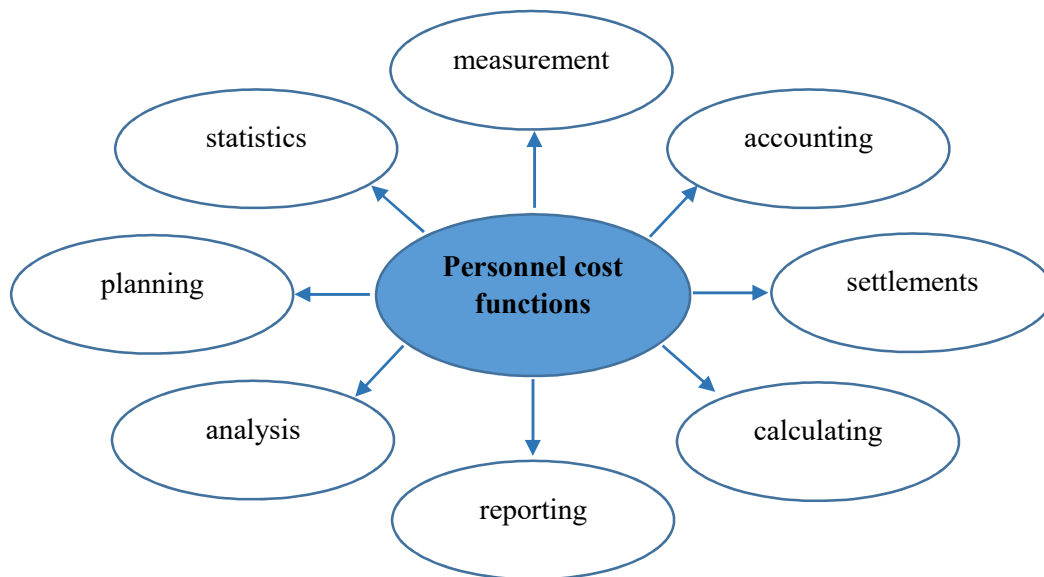 measurement
statistics
accounting
Personnel cost
functions
planning
settlements
analysis
calculating
reporting